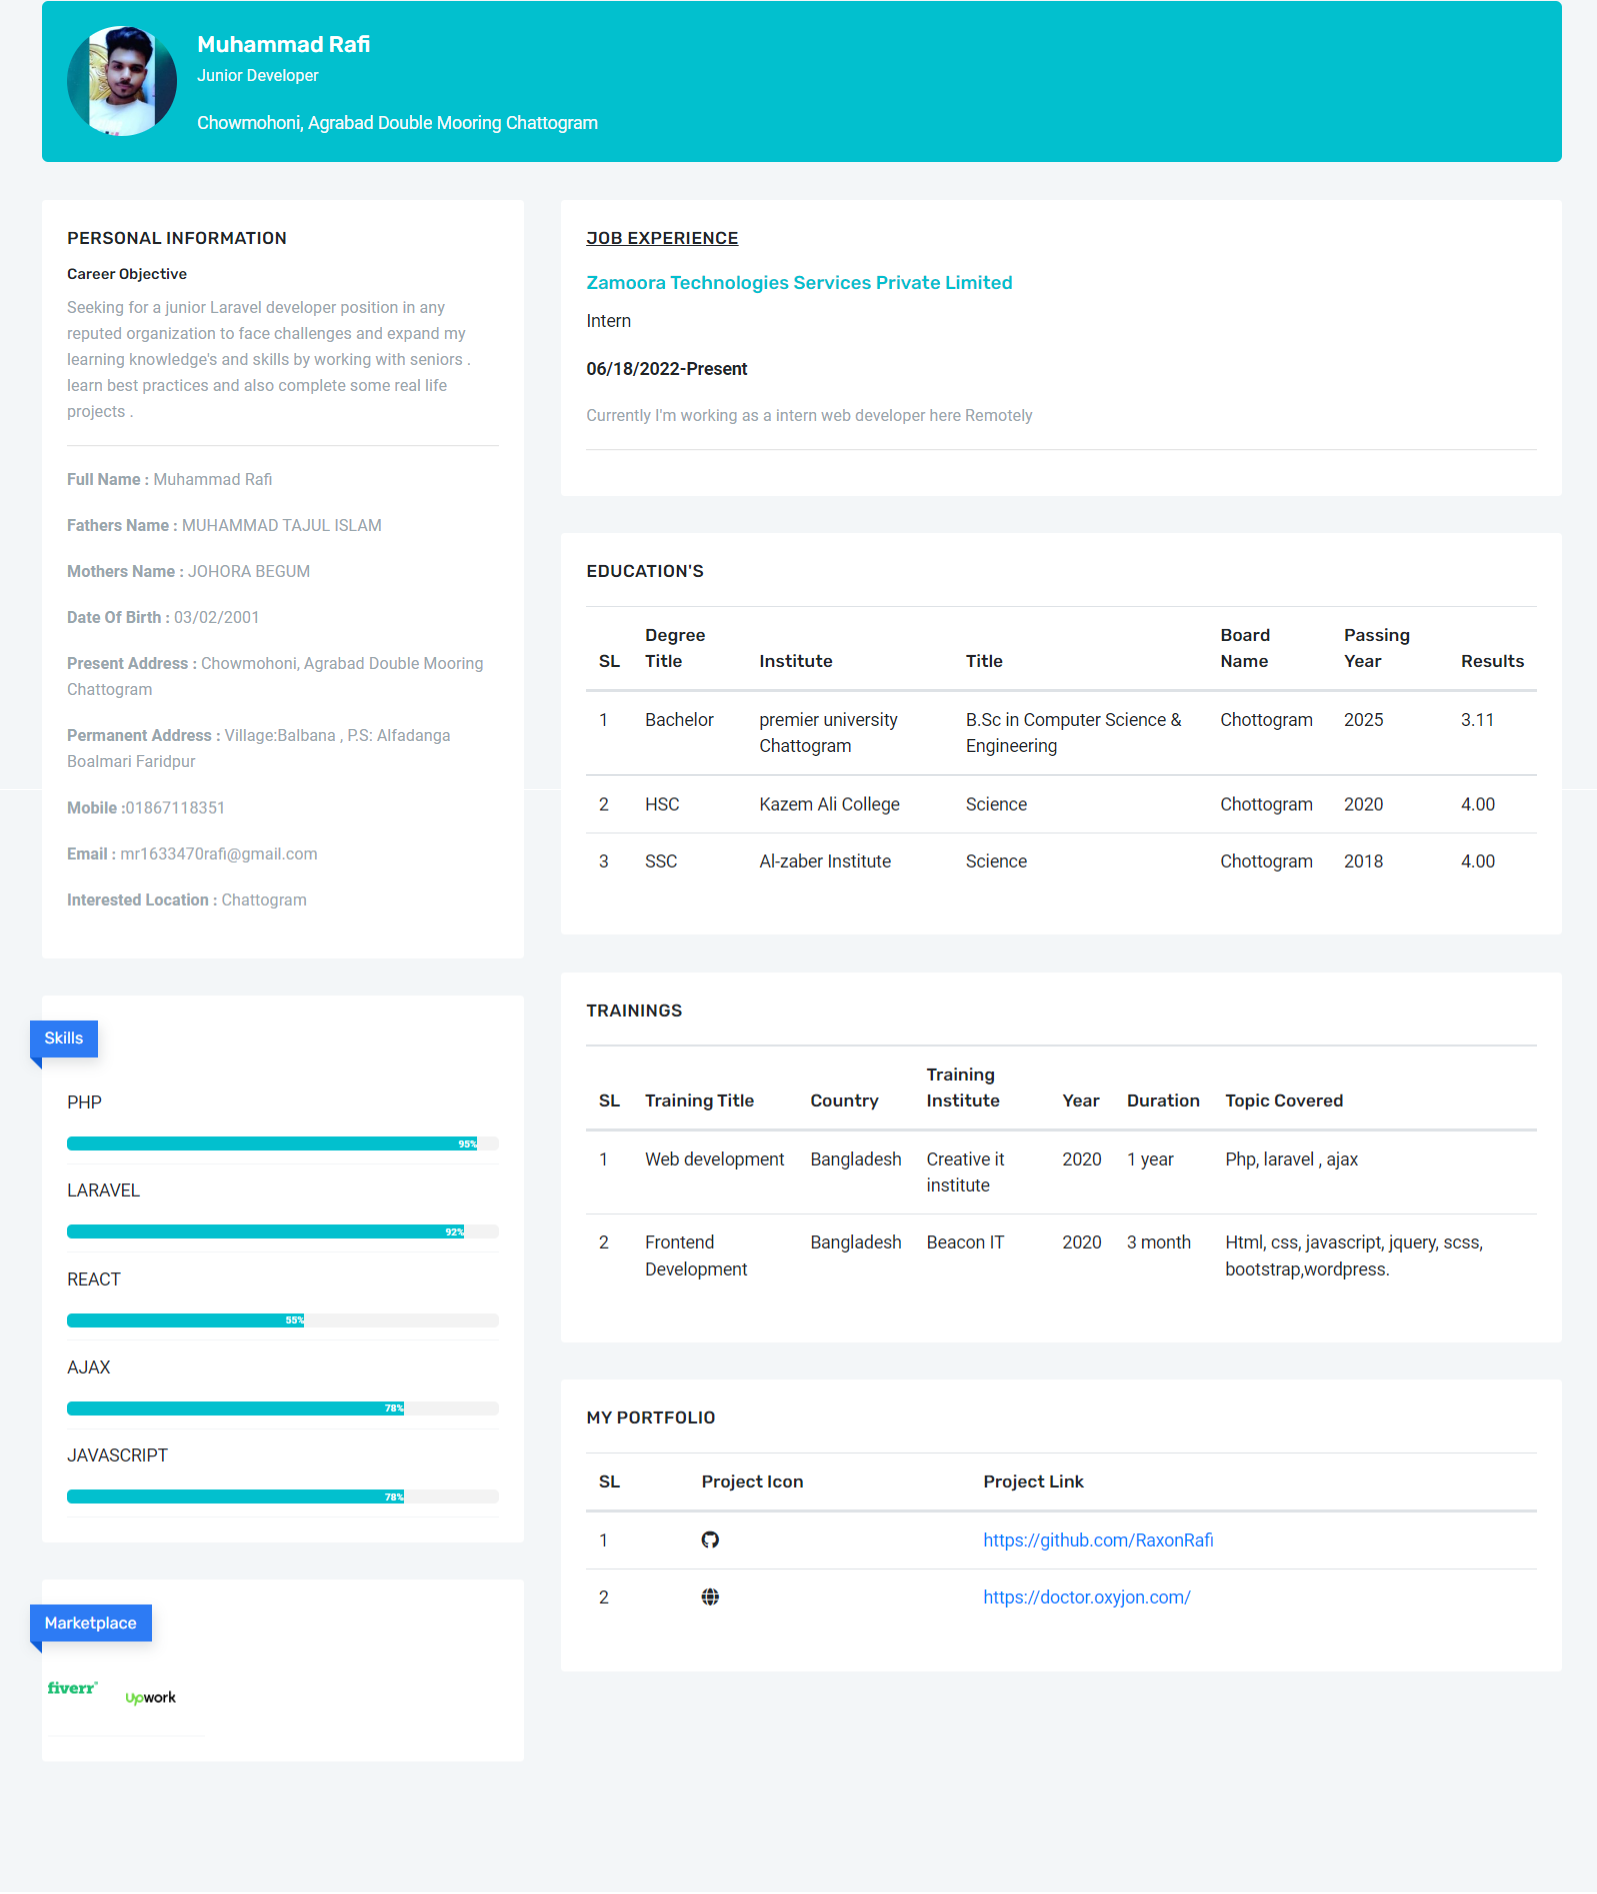 Muhammad Rafi
Junior Developer
Chowmohoni, Agrabad Double Mooring Chattogram
PERSONAL INFORMATION
Career Objective
Seeking for a junior Laravel developer position in any
reputed organization to face challenges and expand my
learning knowledge's and skills by working with seniors .
learn best practices and also complete some real life
projects .
Full Name : Muhammad Rafi
Fathers Name : MUHAMMAD TAJUL ISLAM
Mothers Name : JOHORA BEGUM
Date Of Birth : 03/02/2001
Present Address : Chowmohoni, Agrabad Double Mooring
Chattogram
Permanent Address : Village:Balbana , P.S: Alfadanga
Boalmari Faridpur
Mobile :01867118351
Email : mr1633470rafi@gmail.com
Interested Location : Chattogram
Skills
PHP
95%
LARAVEL
92%
REACT
55%
AJAX
78%
JAVASCRIPT
78%
Marketplace
fiverr
upwork
JOB EXPERIENCE
Zamoora Technologies Services Private Limited
Intern
06/18/2022-Present
Currently I'm working as a intern web developer here Remotely
EDUCATION'S
SL Degree Title Institute Title Board Name Passing Year Results
1 Bachelor premier university Chattogram B.Sc in Computer Science & Engineering Chottogram 2025 3.11
2 HSC Kazem Ali College Science Chottogram 2020 4.00
3 SSC Al-zaber Institute Science Chottogram 2018 4.00
TRAININGS
SL Training Title Country Training Institute Year Duration Topic Covered
1 Web development Bangladesh Creative it institute 2020 1 year Php, laravel , ajax
2 Frontend Development Bangladesh Beacon IT 2020 3 month Html, css, javascript, jquery, scss, bootstrap,wordpress.
MY PORTFOLIO
SL Project Icon Project Link
1 https://github.com/RaxonRafi
2 https://doctor.oxyjon.com/